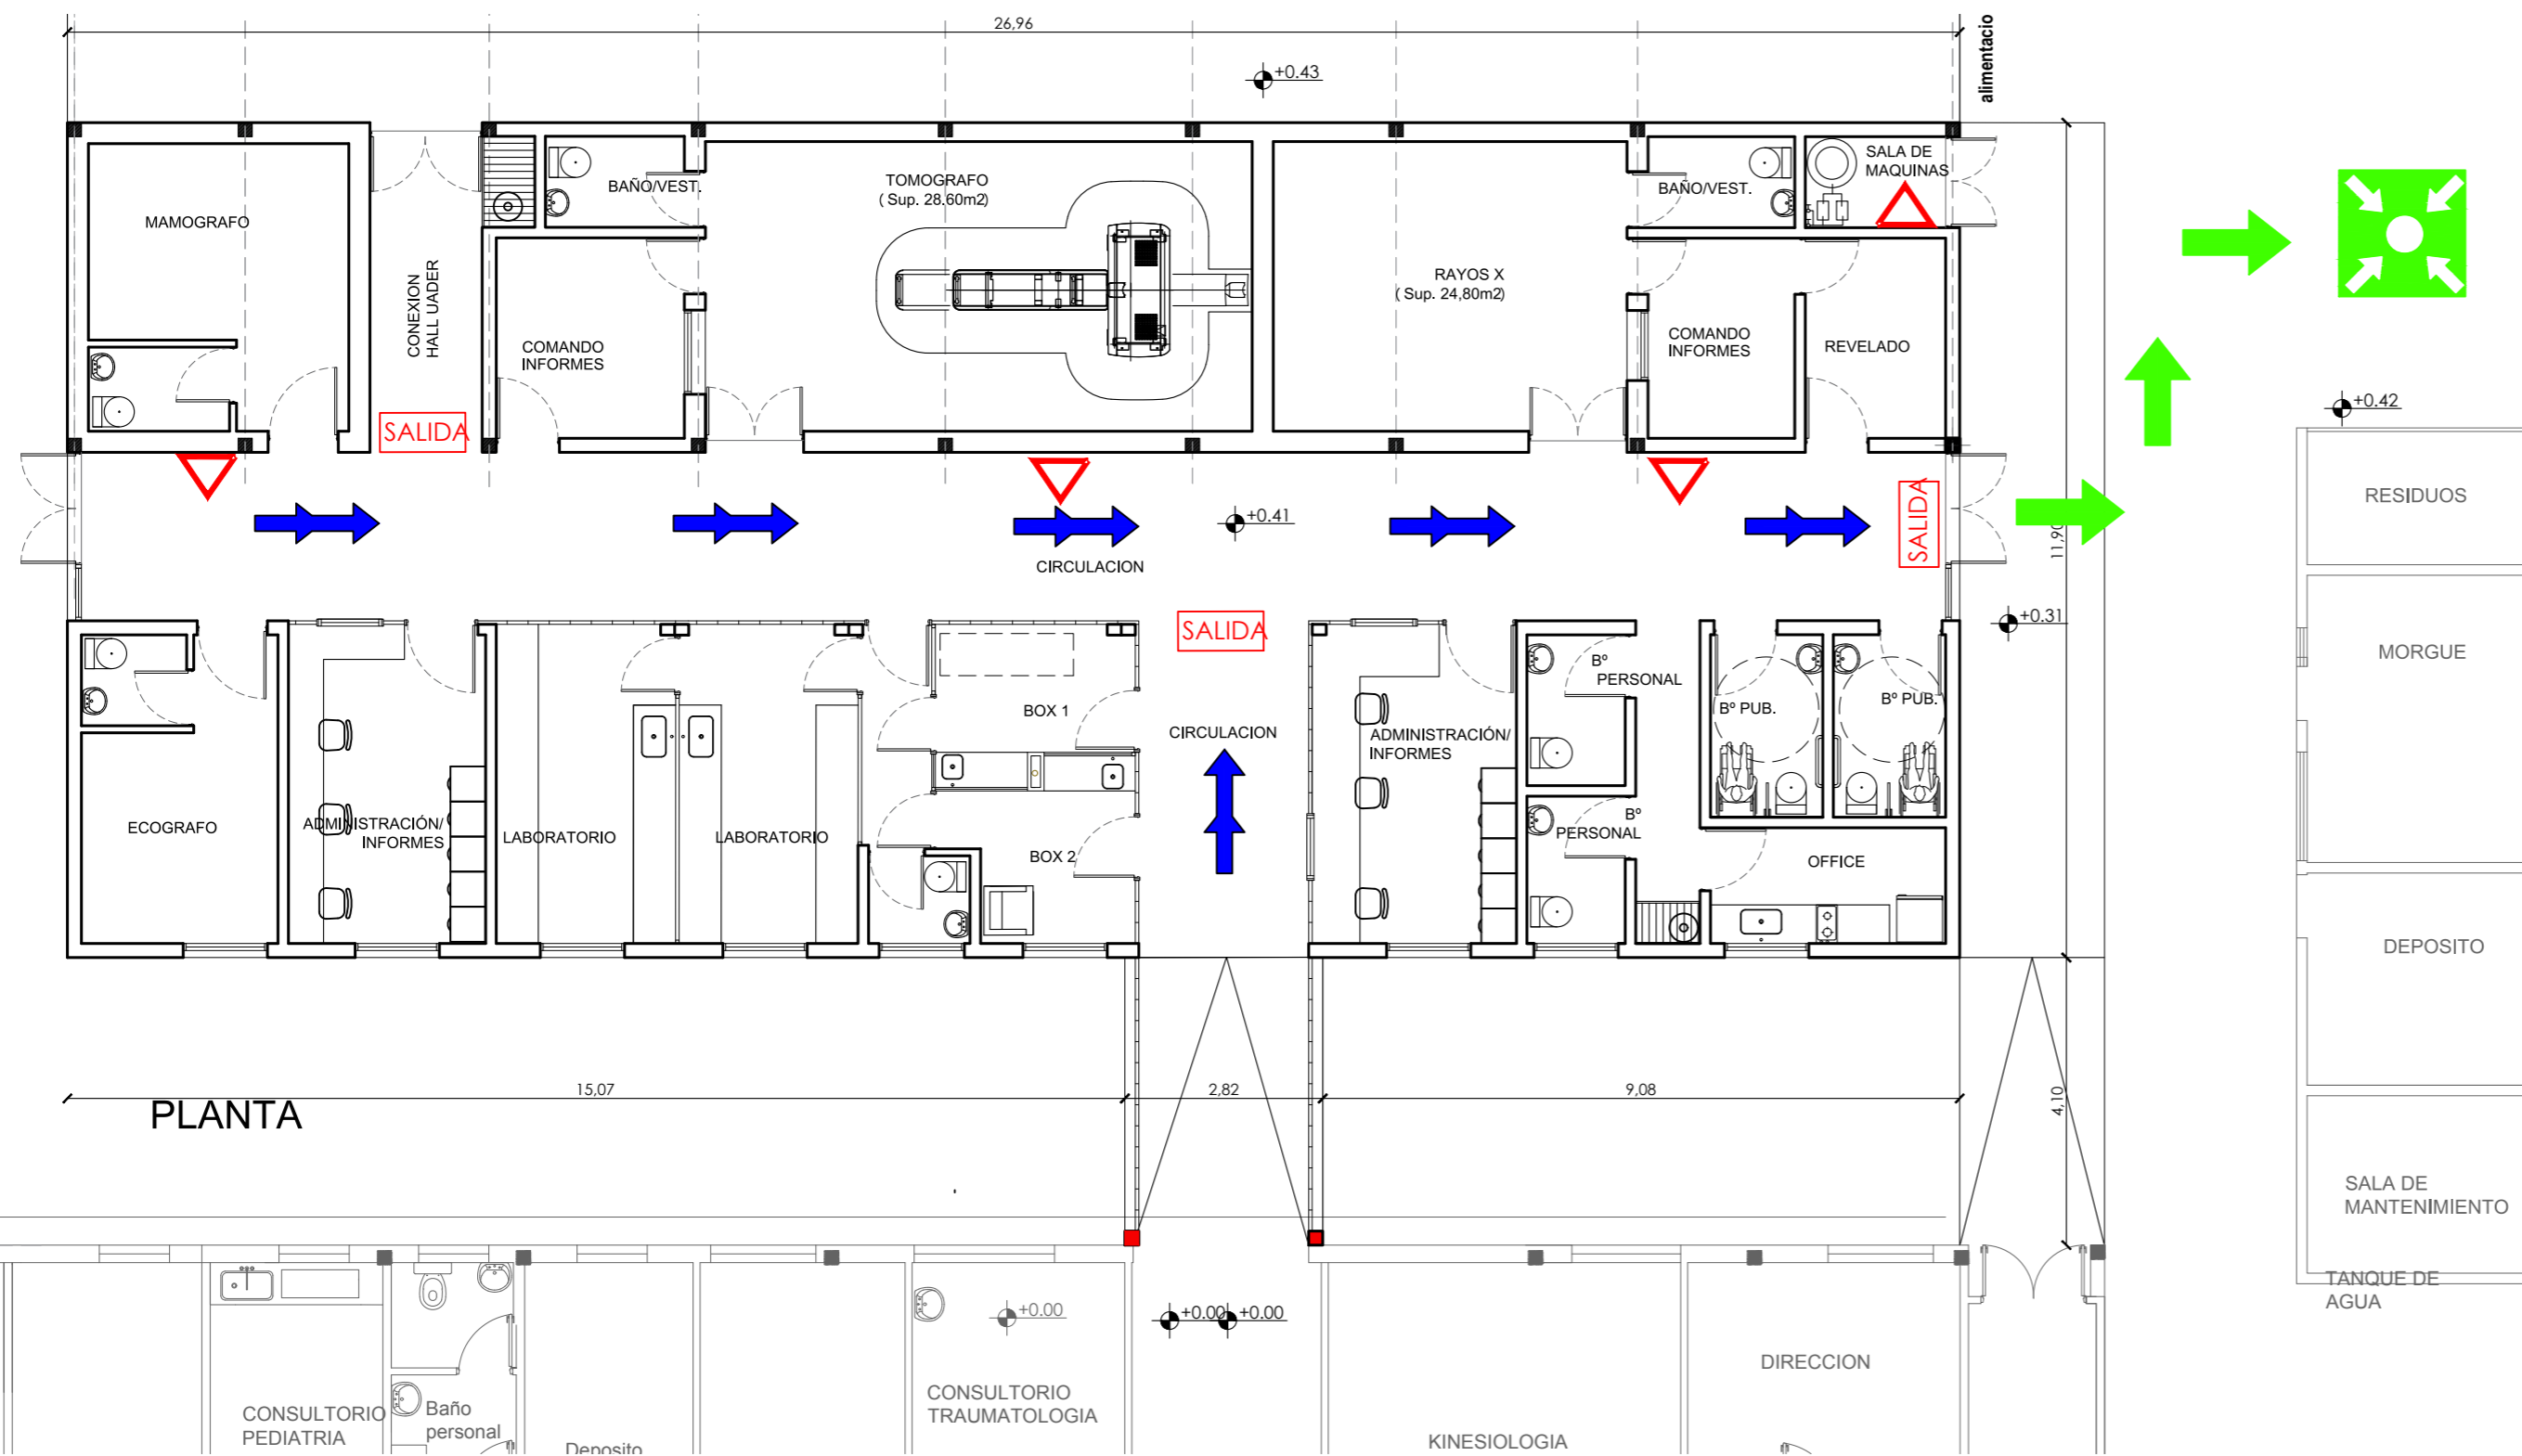 26,96
alimentacio
+0.43
MAMOGRAFO
CONEXION
HALL UADER
BAÑO/VEST.
TOMOGRAFO
( Sup. 28.60m2)
RAYOS X
( Sup. 24,80m2)
BAÑO/VEST.
SALA DE
MAQUINAS
COMANDO
INFORMES
COMANDO
INFORMES
REVELADO
+0.42
SALIDA
RESIDUOS
+0.41
SALIDA
11,90
CIRCULACION
SALIDA
+0.31
MORGUE
Bº
PERSONAL
BOX 1
Bº PUB.
Bº PUB.
CIRCULACION
ADMINISTRACIÓN/
INFORMES
ECOGRAFO
ADMINISTRACIÓN/
INFORMES
LABORATORIO
LABORATORIO
BOX 2
Bº
PERSONAL
OFFICE
DEPOSITO
15,07
2,82
9,08
4,10
PLANTA
SALA DE
MANTENIMIENTO
TANQUE DE
AGUA
+0.00
+0.00
+0.00
DIRECCION
CONSULTORIO
PEDIATRIA
Baño
personal
Deposito
CONSULTORIO
TRAUMATOLOGIA
KINESIOLOGIA